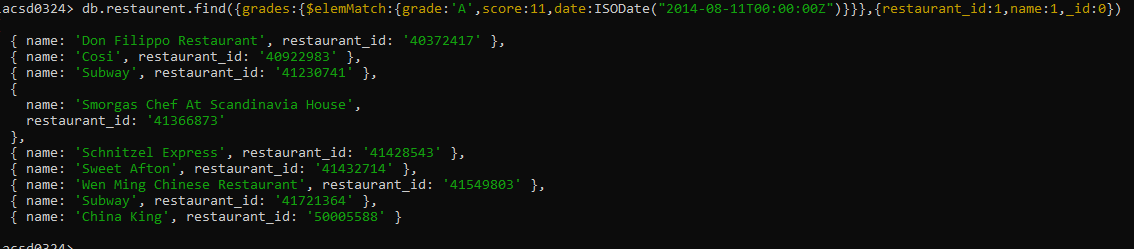 iacsd0324> db.restaurent.find({grades:{$elemMatch:{grade:'A',score:11,date:ISODate("2014-08-11T00:00:00Z")}}},{restaurant_id:1,name:1,_id:0})
{ name: 'Don Filippo Restaurant', restaurant_id: '40372417' },
{ name: 'Cosi', restaurant_id: '40922983' },
{ name: 'Subway', restaurant_id: '41230741' },
{
name: 'Smorgas Chef At Scandinavia House',
restaurant_id: '41366873'
},
{ name: 'Schnitzel Express', restaurant_id: '41428543' },
{ name: 'Sweet Afton', restaurant_id: '41432714' },
{ name: 'Wen Ming Chinese Restaurant', restaurant_id: '41549803' },
{ name: 'Subway', restaurant_id: '41721364' },
{ name: 'China King', restaurant_id: '50005588' }
iacsd0324>